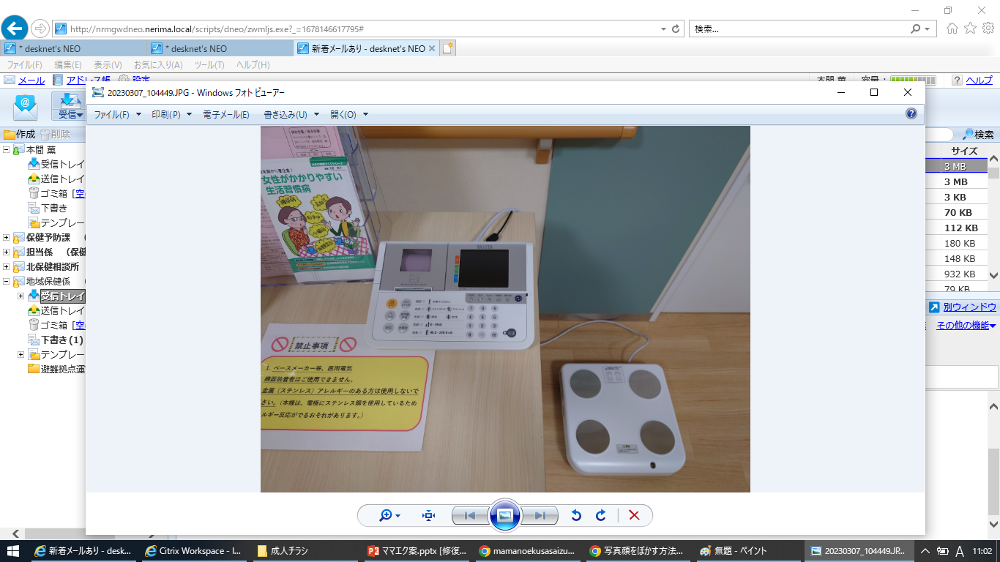 http://nrmgwdneo.nerima.local/scripts/dneo/zwmljs.exe?_=1678146617795#
検索...
* desknet's NEO
* desknet's NEO
新着メールあり - desknet's NEO
ファイル(F) 編集(E) 表示(V) お気に入り(A) ツール(T) ヘルプ(H)
メール アドレス帳 設定 本間 菫 容量 : ? ヘルプ
20230307_104449.JPG - Windows フォト ビューアー
受信
ファイル(F) 印刷(P) 電子メール(E) 書き込み(U) 開く(O)
作成 削除
検索
本間 菫
受信トレイ
送信トレイ
ゴミ箱 [空
下書き
テンプレー
保健予防課 (
担当係 (保健
北保健相談所
地域保健係 (
受信トレイ
送信トレイ
ゴミ箱 [空
下書き(1)
テンプレー
避難拠点運
女性がかかりやすい
生活習慣病
TANITA
7 8 9
4 5 6
1 2 3
禁止事項
1. ペースメーカー等、医用電気
機器装着者はご使用できません。
金属（ステンレス）アレルギーのある方は使用しないで
さい。（本機は、電極にステンレス鋼を使用しているため
ルギー反応がでるおそれがあります。）
サイズ
3 MB
3 MB
3 KB
70 KB
112 KB
180 KB
148 KB
932 KB
79 KB
別ウィンドウ
その他の機能
新着メールあり - desk...
Citrix Workspace - I...
成人チラシ
ママエク案.pptx [修復...
mamanoekusasaizu...
写真顔をぼかす方法...
無題 - ペイント
20230307_104449.JP...
A
11:02